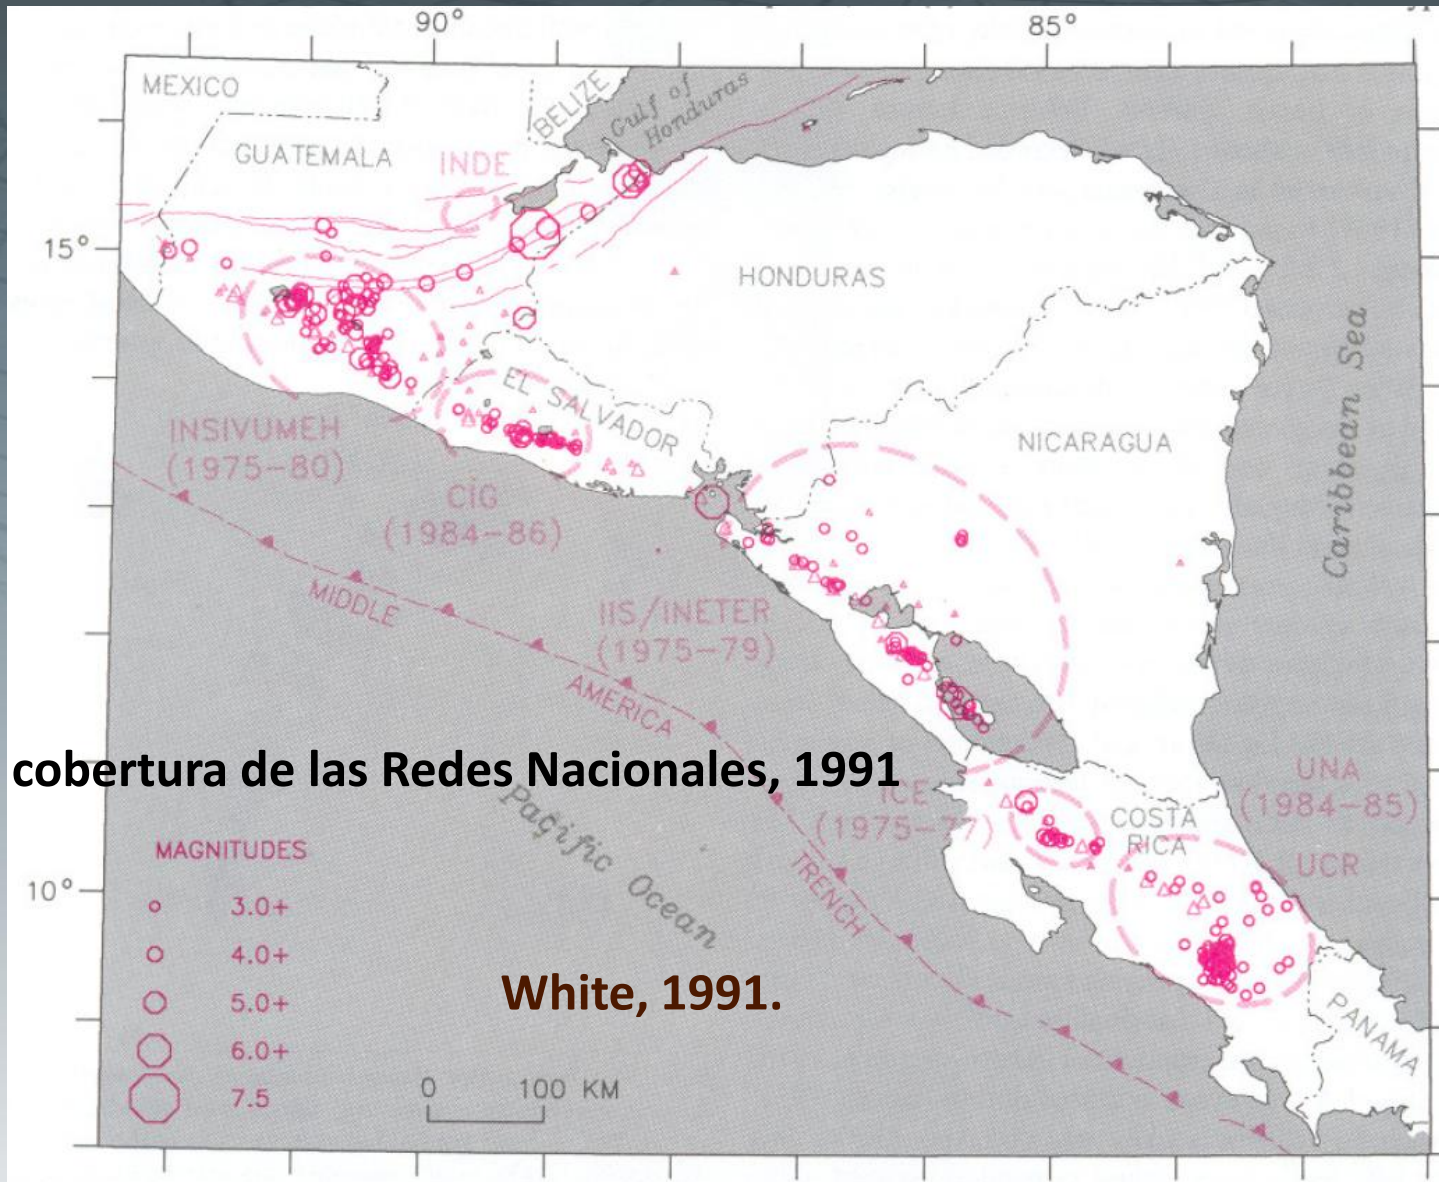 90°
85°
MEXICO
BELIZE
Gulf of
Honduras
GUATEMALA
INDE
15°
HONDURAS
Caribbean Sea
EL SALVADOR
INSIVUMEH
(1975-80)
NICARAGUA
CIG
(1984-86)
MIDDLE
IIS/INETER
(1975-79)
AMERICA
cobertura de las Redes Nacionales, 1991
UNA
(1984-85)
ICE
(1975-77)
COSTA
RICA
Pacific Ocean
TRENCH
UCR
10°
MAGNITUDES
3.0+
4.0+
5.0+
6.0+
7.5
White, 1991.
PANAMA
0 100 KM